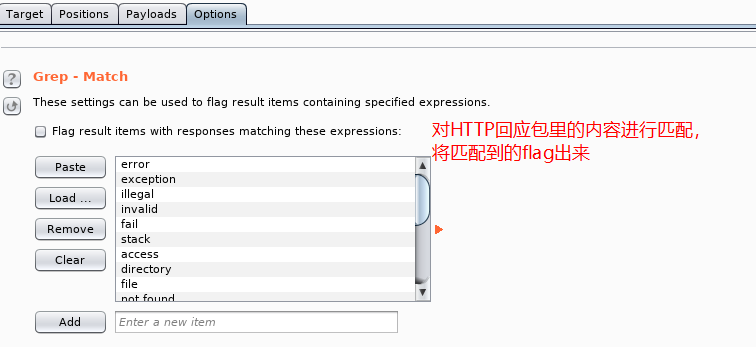 Target Positions Payloads Options
Grep - Match
These settings can be used to flag result items containing specified expressions.
Flag result items with responses matching these expressions:
对HTTP回应包里的内容进行匹配，
将匹配到的flag出来
Paste
Load ...
Remove
Clear
error
exception
illegal
invalid
fail
stack
access
directory
file
not found
Add
Enter a new item